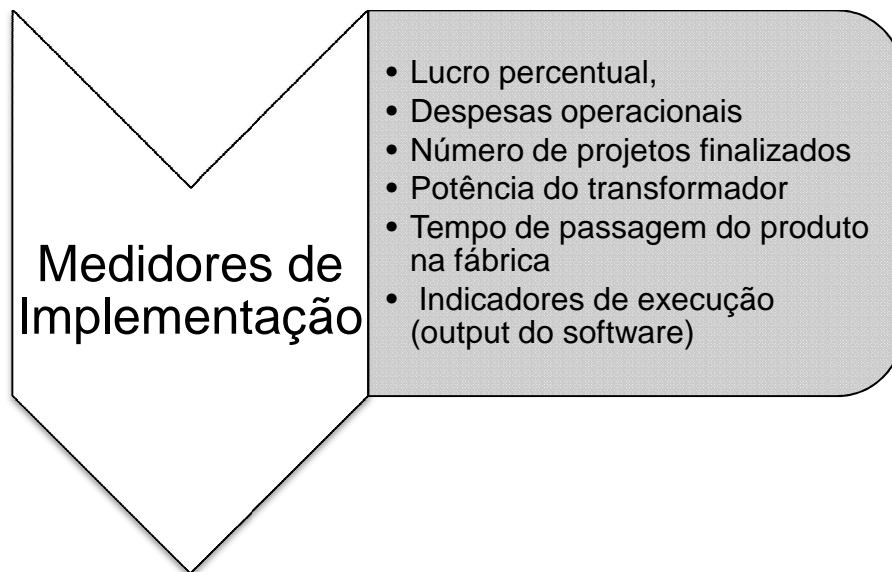 Medidores de
Implementação
• Lucro percentual,
• Despesas operacionais
• Número de projetos finalizados
• Potência do transformador
• Tempo de passagem do produto
na fábrica
• Indicadores de execução
(output do software)